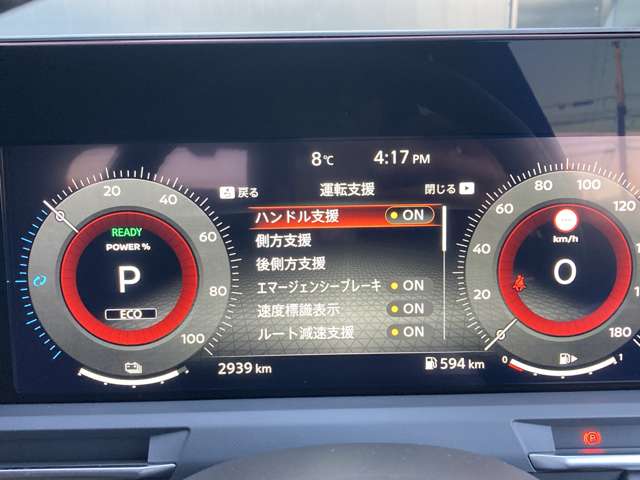 8℃ 4:17 PM
戻る 運転支援 閉じる
ハンドル支援 ON
側方支援
後側方支援
エマージェンシーブレーキ ON
速度標識表示 ON
ルート減速支援 ON
2939 km 594 km
0 20 40 60 80 100
READY
POWER %
P
ECO
0 20 40 60 80 100 120 180
km/h
0
0 1
P